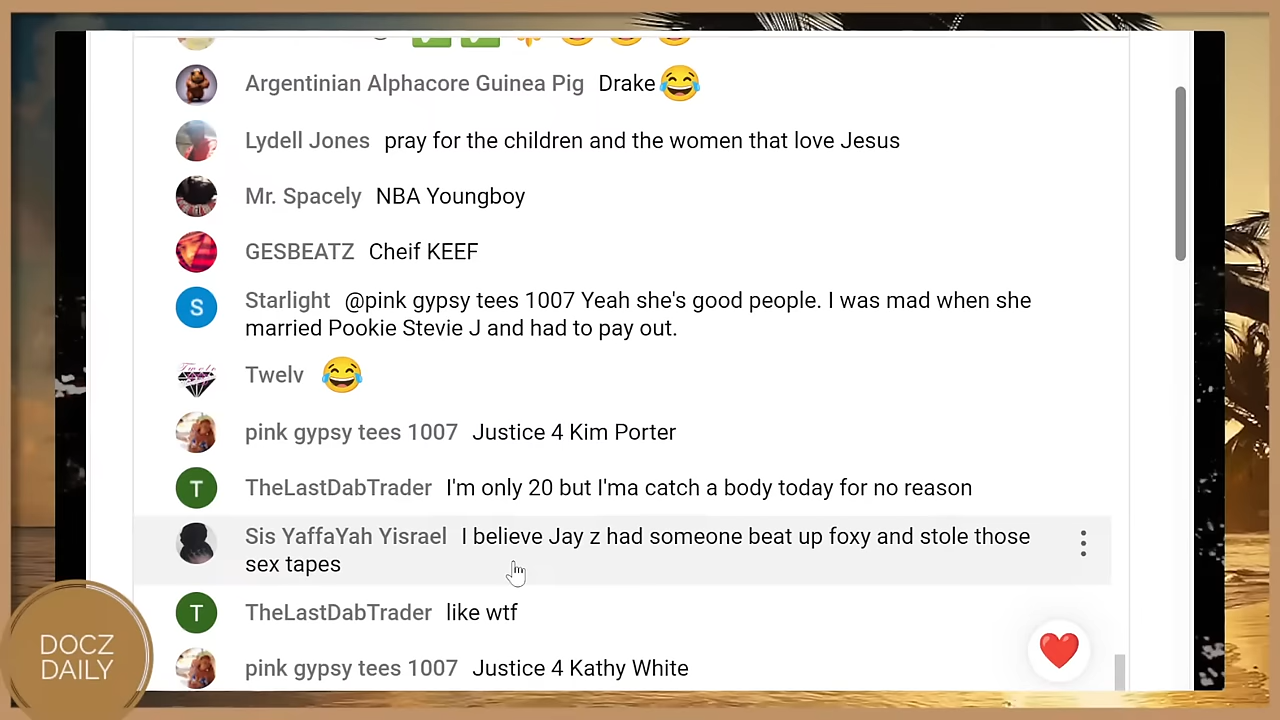 Argentinian Alphacore Guinea Pig Drake😂
Lydell Jones pray for the children and the women that love Jesus
Mr. Spacely NBA Youngboy
GESBEATZ Cheif KEEF
S Starlight @pink gypsy tees 1007 Yeah she's good people. I was mad when she
married Pookie Stevie J and had to pay out.
Twelv 😂
pink gypsy tees 1007 Justice 4 Kim Porter
T TheLastDabTrader I'm only 20 but I'ma catch a body today for no reason
Sis YaffaYah Yisrael I believe Jay z had someone beat up foxy and stole those
sex tapes
T TheLastDabTrader like wtf
pink gypsy tees 1007 Justice 4 Kathy White
DOCZ
DAILY